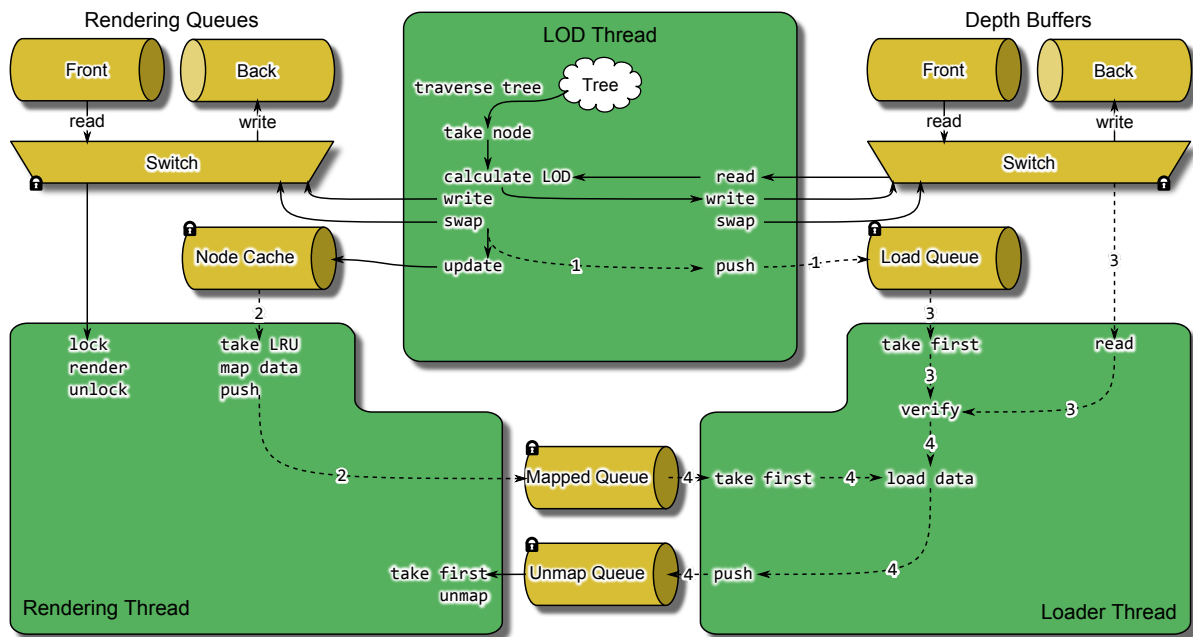 Rendering Queues
LOD Thread
Depth Buffers
Front
Back
Front
Back
Tree
traverse tree
read
write
read
write
take node
Switch
Switch
calculate LOD
read
write
write
swap
swap
Node Cache
update
1
push
1
Load Queue
3
2
3
lock
render
unlock
take LRU
map data
push
take first
read
3
verify
3
4
2
Mapped Queue
4
take first
4
load data
take first
unmap
Unmap Queue
4
push
4
Rendering Thread
Loader Thread